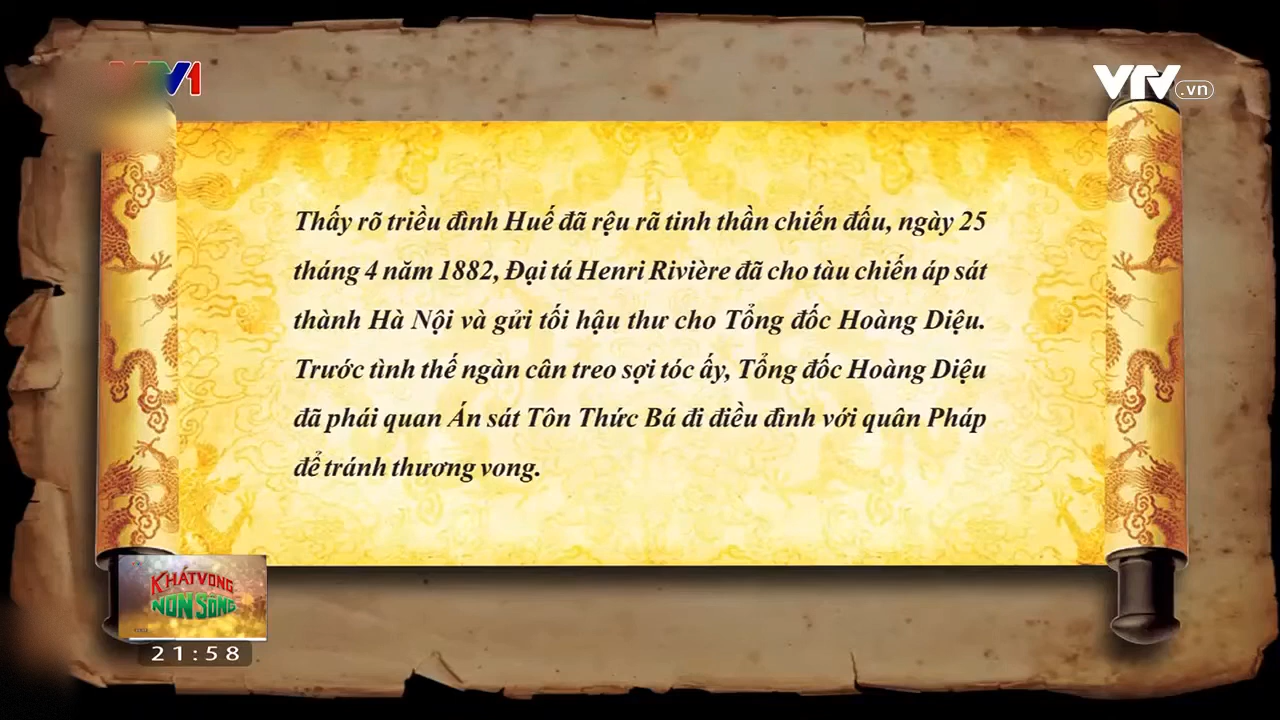 VTV1
VTV.vn
Thấy rõ triều đình Huế đã rệu rã tinh thần chiến đấu, ngày 25
tháng 4 năm 1882, Đại tá Henri Rivière đã cho tàu chiến áp sát
thành Hà Nội và gửi tối hậu thư cho Tổng đốc Hoàng Diệu.
Trước tình thế ngàn cân treo sợi tóc ấy, Tổng đốc Hoàng Diệu
đã phái quan Án sát Tôn Thức Bá đi điều đình với quân Pháp
để tránh thương vong.
KHÁT VỌNG
NON SÔNG
21:58